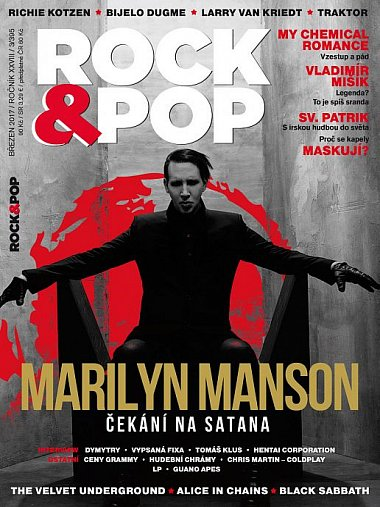 RICHIE KOTZEN ★ BIJELO DUGME ★ LARRY VAN KRIEDT ★ TRAKTOR
ROCK
&POP
MY CHEMICAL
ROMANCE
Vzestup a pád
VLADIMÍR
MIŠÍK
Legenda?
To je spíš sranda
SV. PATRIK
S irskou hudbou do světa
Proč se kapely
MASKUJÍ?
BŘEZEN 2017 / ROČNÍK XXVIII / 3/395
90 Kč / SR 3,29 € / předplatné ČR 80 Kč
ROCK&POP
MARILYN MANSON
ČEKÁNÍ NA SATANA
INTERVIEW DYMYTRY • VYPSANÁ FIXA • TOMÁŠ KLUS • HENTAI CORPORATION
OSTATNÍ CENY GRAMMY • HUDEBNÍ CHRÁMY • CHRIS MARTIN – COLDPLAY
LP • GUANO APES
THE VELVET UNDERGROUND ★ ALICE IN CHAINS ★ BLACK SABBATH